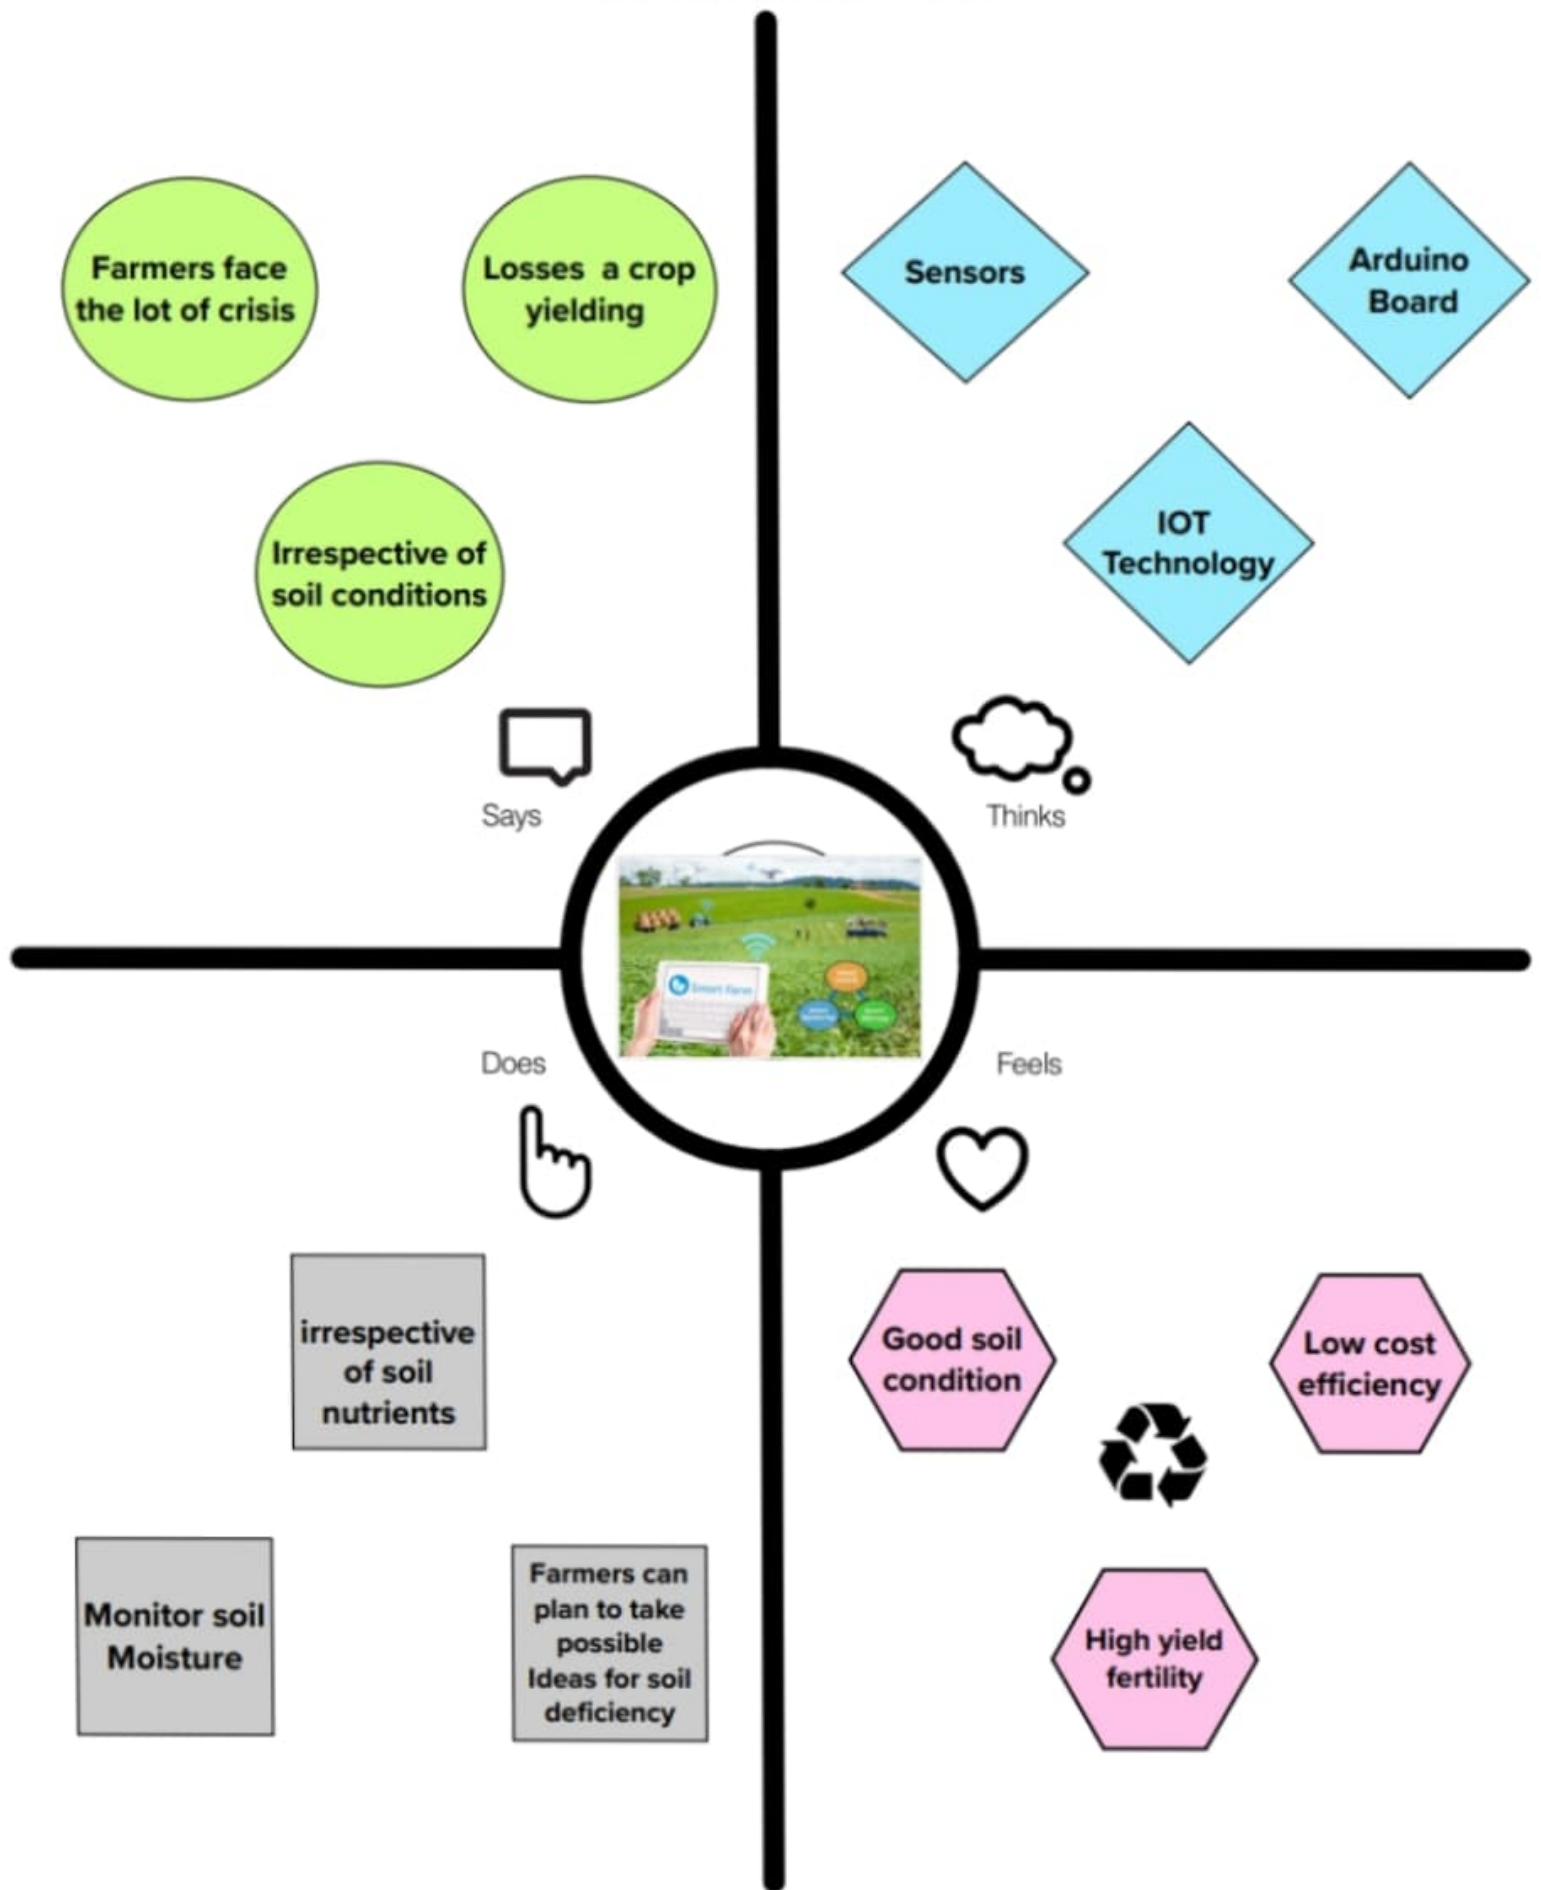 Farmers face
the lot of crisis
Losses a crop
yielding
Irrespective of
soil conditions
Says
Sensors
Arduino
Board
IOT
Technology
Thinks
Smart Farm
Does
irrespective
of soil
nutrients
Monitor soil
Moisture
Farmers can
plan to take
possible
Ideas for soil
deficiency
Feels
Good soil
condition
Low cost
efficiency
High yield
fertility